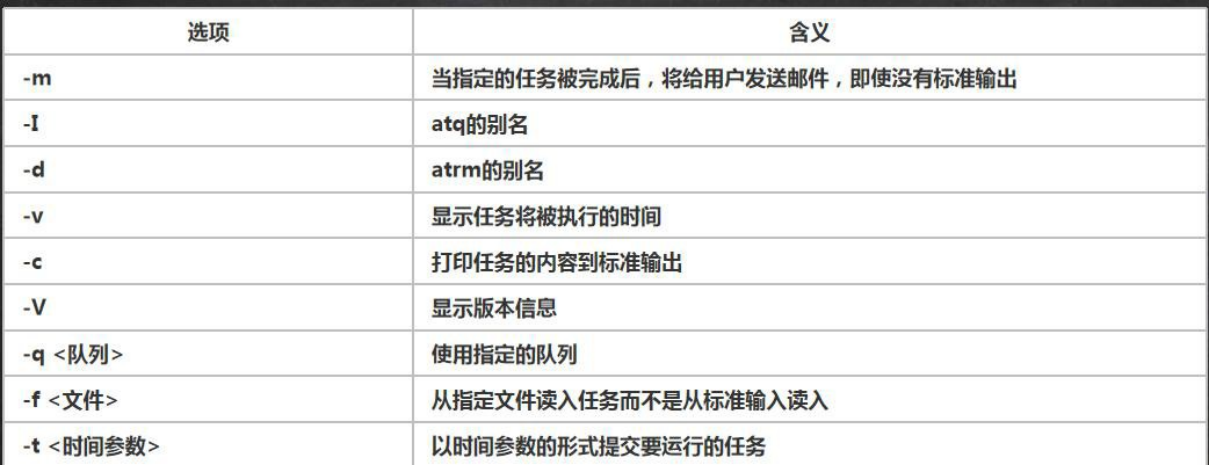 选项 含义
-m 当指定的任务被完成后，将给用户发送邮件，即使没有标准输出
-I atq的别名
-d atrm的别名
-v 显示任务将被执行的时间
-c 打印任务的内容到标准输出
-V 显示版本信息
-q <队列> 使用指定的队列
-f <文件> 从指定文件读入任务而不是从标准输入读入
-t <时间参数> 以时间参数的形式提交要运行的任务